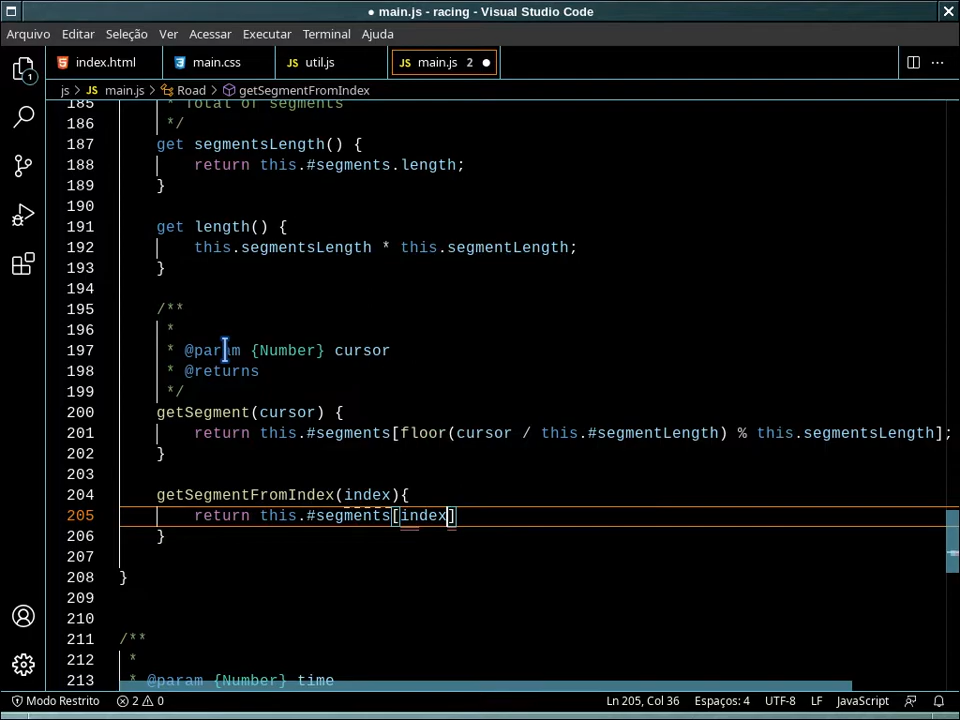 ● main.js - racing - Visual Studio Code
Arquivo Editar Seleção Ver Acessar Executar Terminal Ajuda
index.html main.css JS util.js JS main.js 2 ●
js > JS main.js > Road > getSegmentFromIndex
185 * Total of segments
186 */
187 get segmentsLength() {
188 return this.#segments.length;
189 }
190
191 get length() {
192 this.segmentsLength * this.segmentLength;
193 }
194
195 /**
196 *
197 * @param {Number} cursor
198 * @returns
199 */
200 getSegment(cursor) {
201 return this.#segments[floor(cursor / this.#segmentLength) % this.segmentsLength];
202 }
203
204 getSegmentFromIndex(index){
205 return this.#segments[index]
206 }
207
208 }
209
210
211 /**
212 *
213 * @param {Number} time
Modo Restrito 2 0 Ln 205, Col 36 Espaços: 4 UTF-8 LF JavaScript